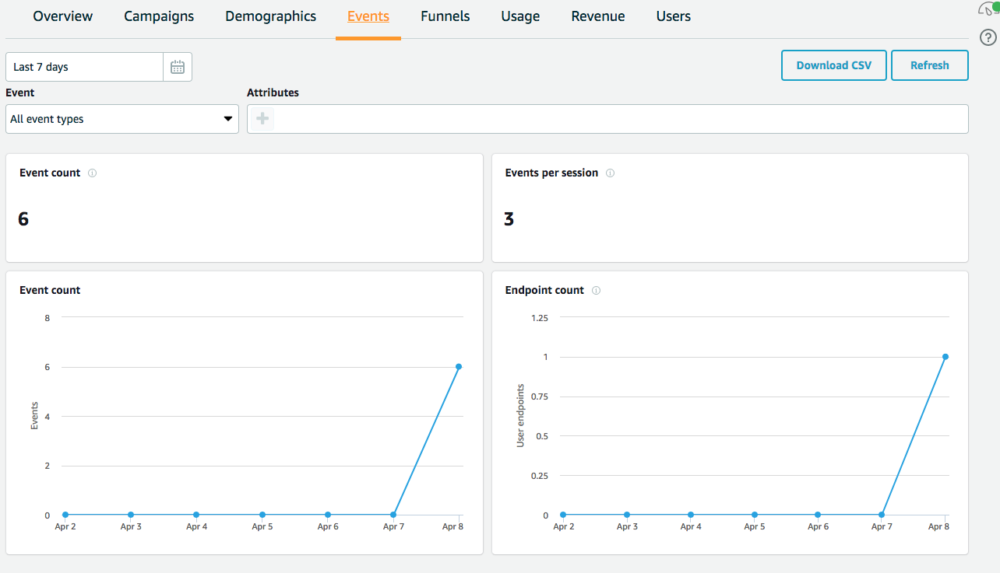 Overview Campaigns Demographics Events Funnels Usage Revenue Users
Last 7 days
Download CSV Refresh
Event Attributes
All event types
Event count Events per session
6 3
Event count
8
6
4
2
0
Events
Apr 2 Apr 3 Apr 4 Apr 5 Apr 6 Apr 7 Apr 8
Endpoint count
1.25
1
0.75
0.5
0.25
0
User endpoints
Apr 2 Apr 3 Apr 4 Apr 5 Apr 6 Apr 7 Apr 8